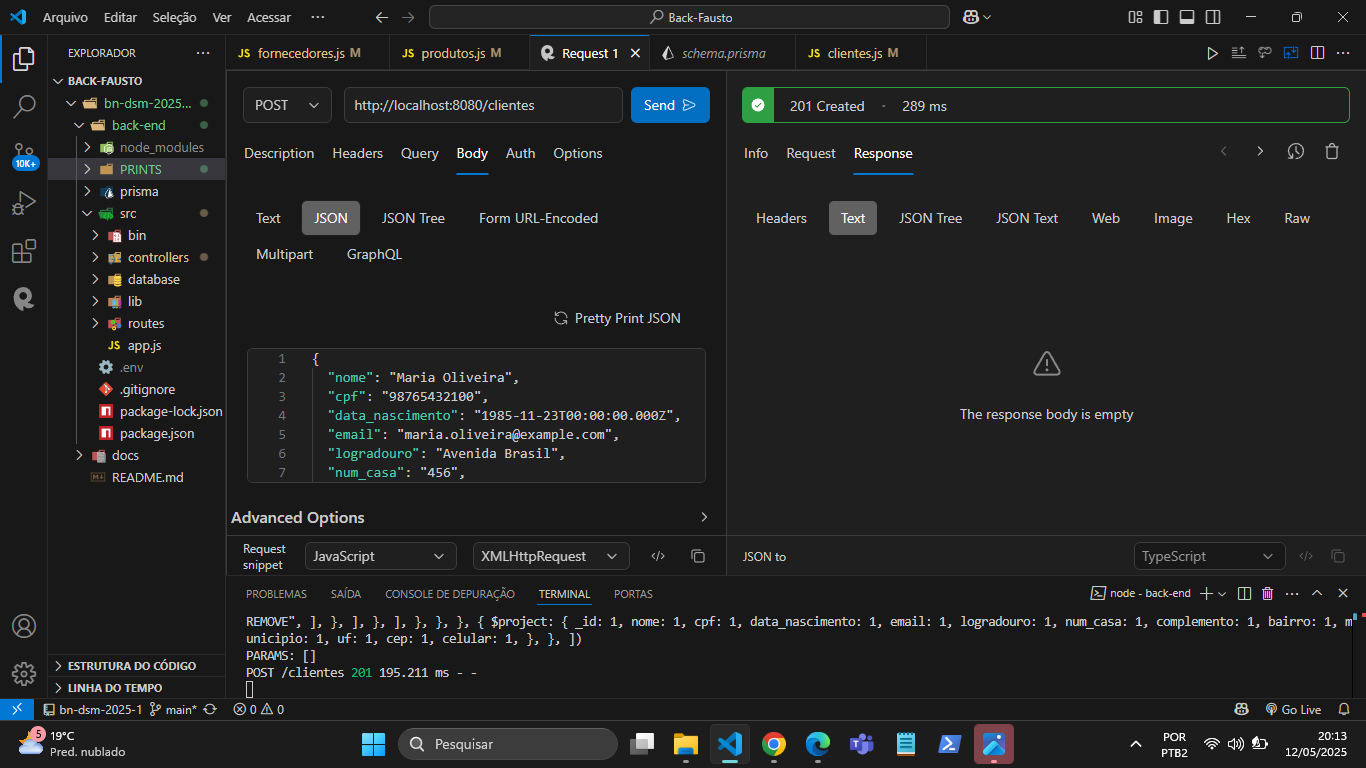 Arquivo Editar Seleção Ver Acessar ··· Back-Fausto
EXPLORADOR ···
BACK-FAUSTO
bn-dsm-2025...
back-end
node_modules
PRINTS
prisma
src
bin
controllers
database
lib
routes
JS app.js
.env
.gitignore
package-lock.json
package.json
docs
README.md
ESTRUTURA DO CÓDIGO
LINHA DO TEMPO
10K+
JS fornecedores.js M JS produtos.js M Request 1 schema.prisma JS clientes.js M
POST http://localhost:8080/clientes Send
Description Headers Query Body Auth Options
Text JSON JSON Tree Form URL-Encoded
Multipart GraphQL
Pretty Print JSON
1 {
2 "nome": "Maria Oliveira",
3 "cpf": "98765432100",
4 "data_nascimento": "1985-11-23T00:00:00.000Z",
5 "email": "maria.oliveira@example.com",
6 "logradouro": "Avenida Brasil",
7 "num_casa": "456",
Advanced Options
Request
snippet
JavaScript XMLHttpRequest
201 Created · 289 ms
Info Request Response
Headers Text JSON Tree JSON Text Web Image Hex Raw
The response body is empty
JSON to TypeScript
PROBLEMAS SAÍDA CONSOLE DE DEPURAÇÃO TERMINAL PORTAS node - back-end
REMOVE", ], }, ], }, ], }, }, }, { $project: { _id: 1, nome: 1, cpf: 1, data_nascimento: 1, email: 1, logradouro: 1, num_casa: 1, complemento: 1, bairro: 1, m
unicipio: 1, uf: 1, cep: 1, celular: 1, }, }, ])
PARAMS: []
POST /clientes 201 195.211 ms - -
bn-dsm-2025-1 main* 0 0 Go Live
5 19°C
Pred. nublado
Pesquisar
POR
PTB2
20:13
12/05/2025